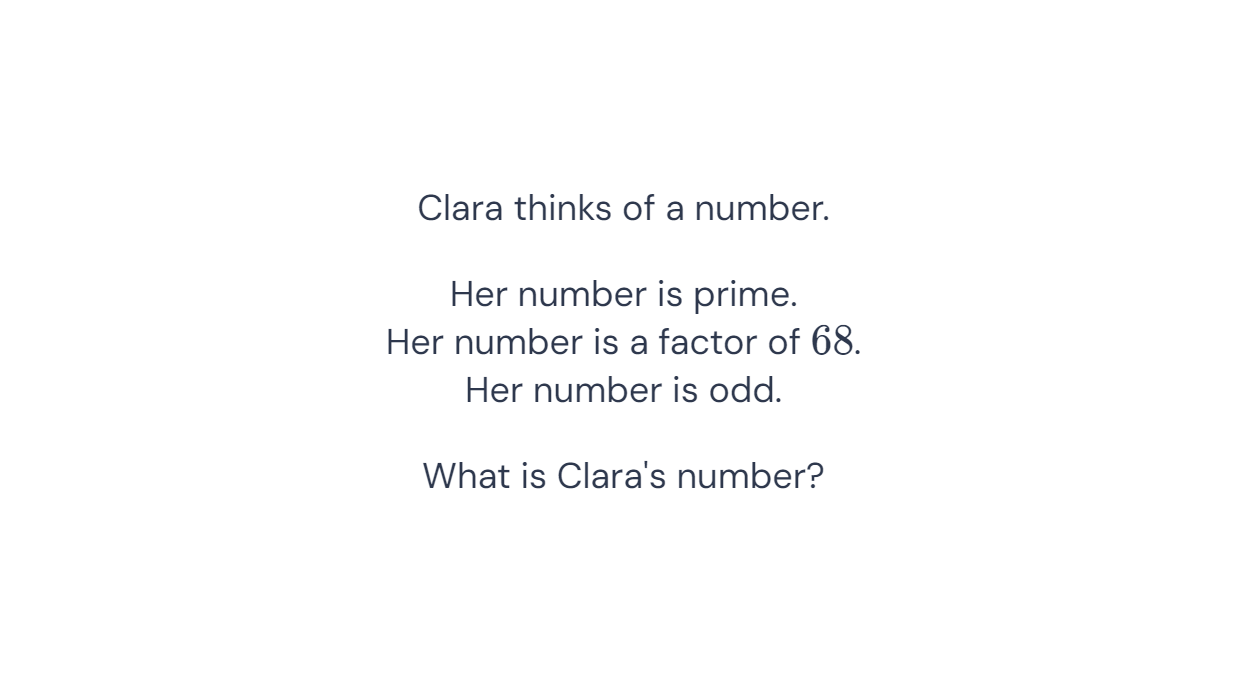 Clara thinks of a number.
Her number is prime.
Her number is a factor of 68.
Her number is odd.
What is Clara's number?